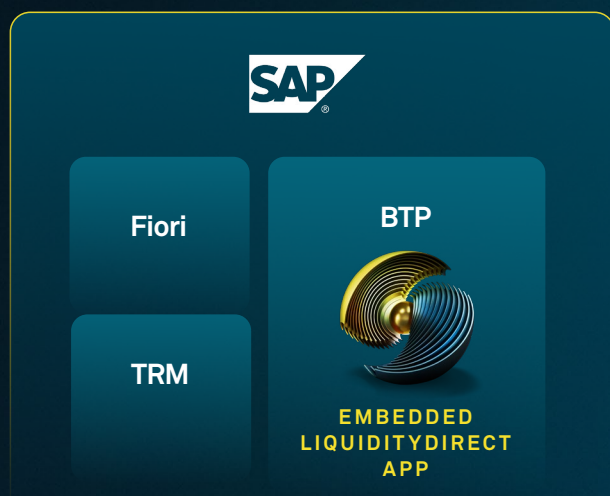 SAP
®
Fiori
BTP
TRM
EMBEDDED
LIQUIDITYDIRECT
APP